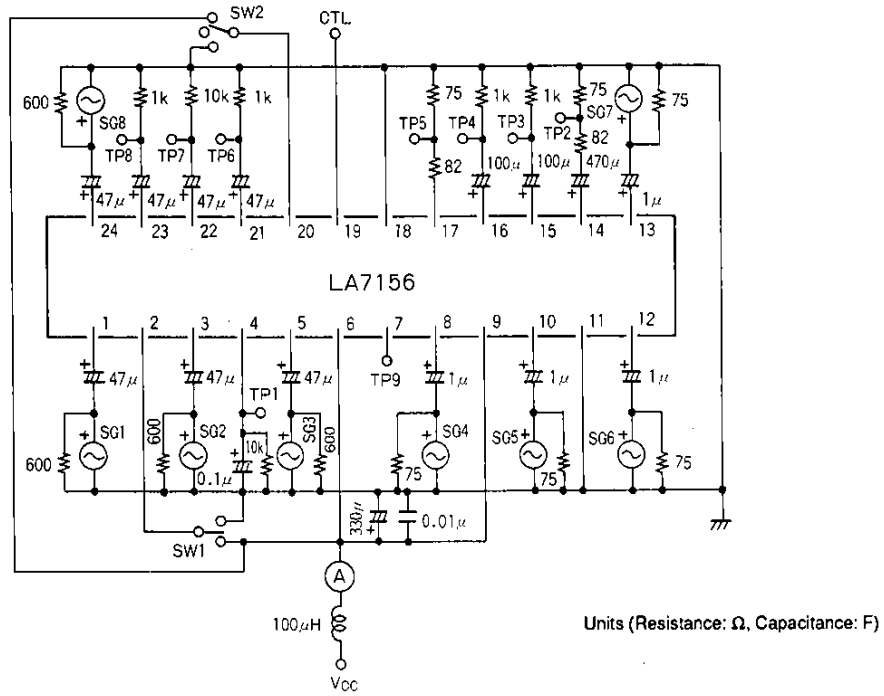 SW2 CTL
600 SG8 1k 10k 1k 75 1k 1k 75 SG7 75
TP8 TP7 TP6 TP5 TP4 TP3 TP2
82 82
47μ 47μ 47μ 47μ 100μ 100μ 470μ 1μ
24 23 22 21 20 19 18 17 16 15 14 13
LA7156
1 2 3 4 5 6 7 8 9 10 11 12
47μ 47μ 47μ TP9 1μ 1μ 1μ
TP1
600 SG1 600 SG2 10k SG3 600 75 SG4 SG5 75 SG6 75
0.1μ
330μ 0.01μ
SW1
A
100μH
VCC
Units (Resistance: Ω, Capacitance: F)